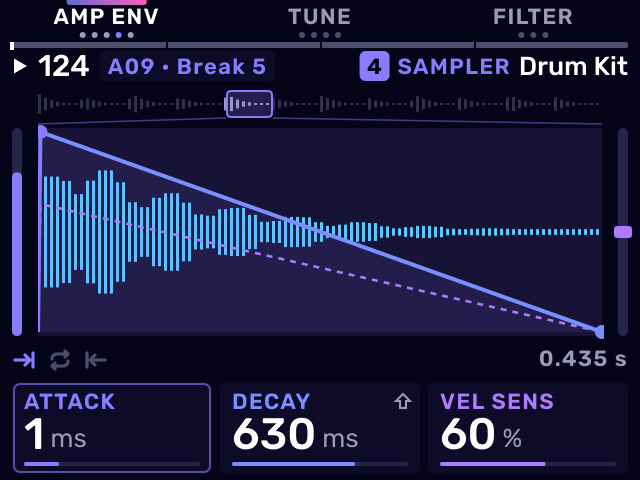 AMP ENV TUNE FILTER
124 A09 • Break 5 4 SAMPLER Drum Kit
0.435 s
ATTACK DECAY VEL SENS
1 ms 630 ms 60 %